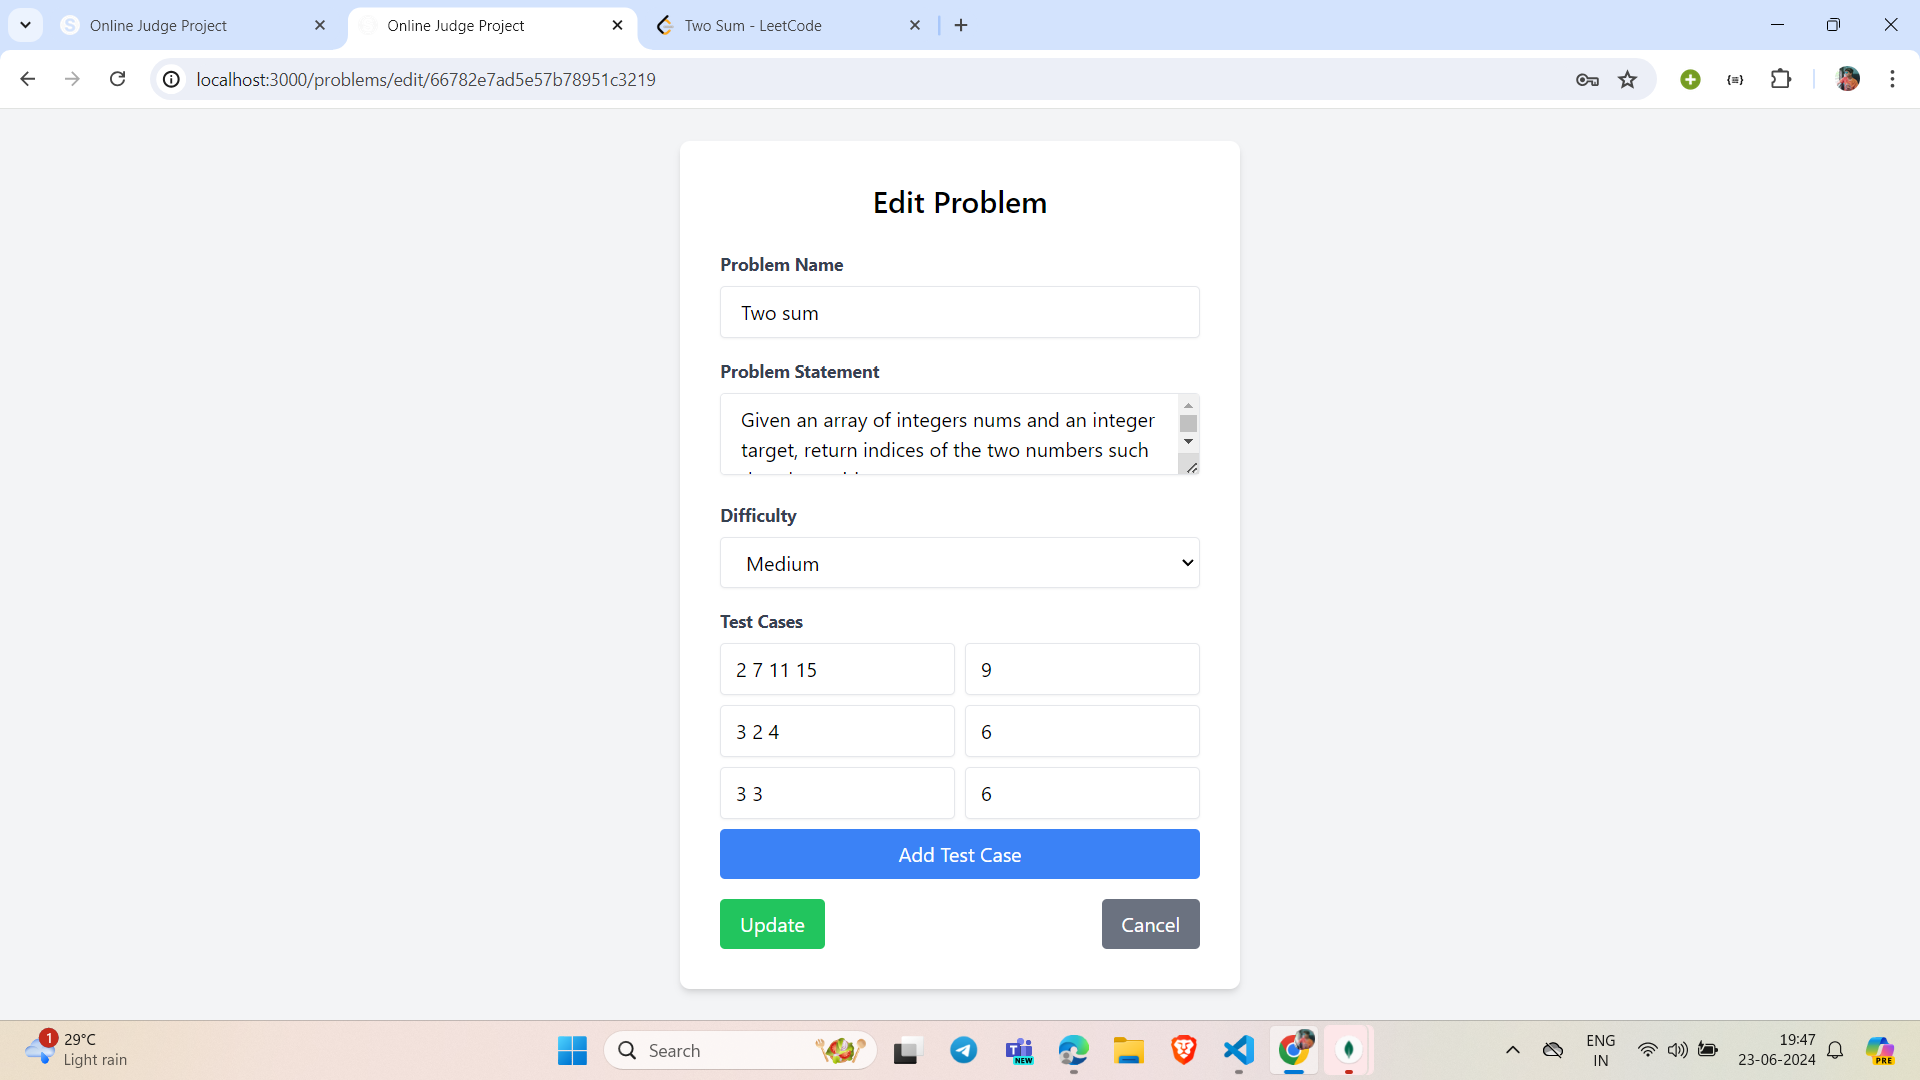 Online Judge Project
Online Judge Project
Two Sum - LeetCode
localhost:3000/problems/edit/66782e7ad5e57b78951c3219
Edit Problem
Problem Name
Two sum
Problem Statement
Given an array of integers nums and an integer
target, return indices of the two numbers such
Difficulty
Medium
Test Cases
2 7 11 15
9
3 2 4
6
3 3
6
Add Test Case
Update
Cancel
1
29°C
Light rain
Search
NEW
ENG
IN
19:47
23-06-2024
PRE